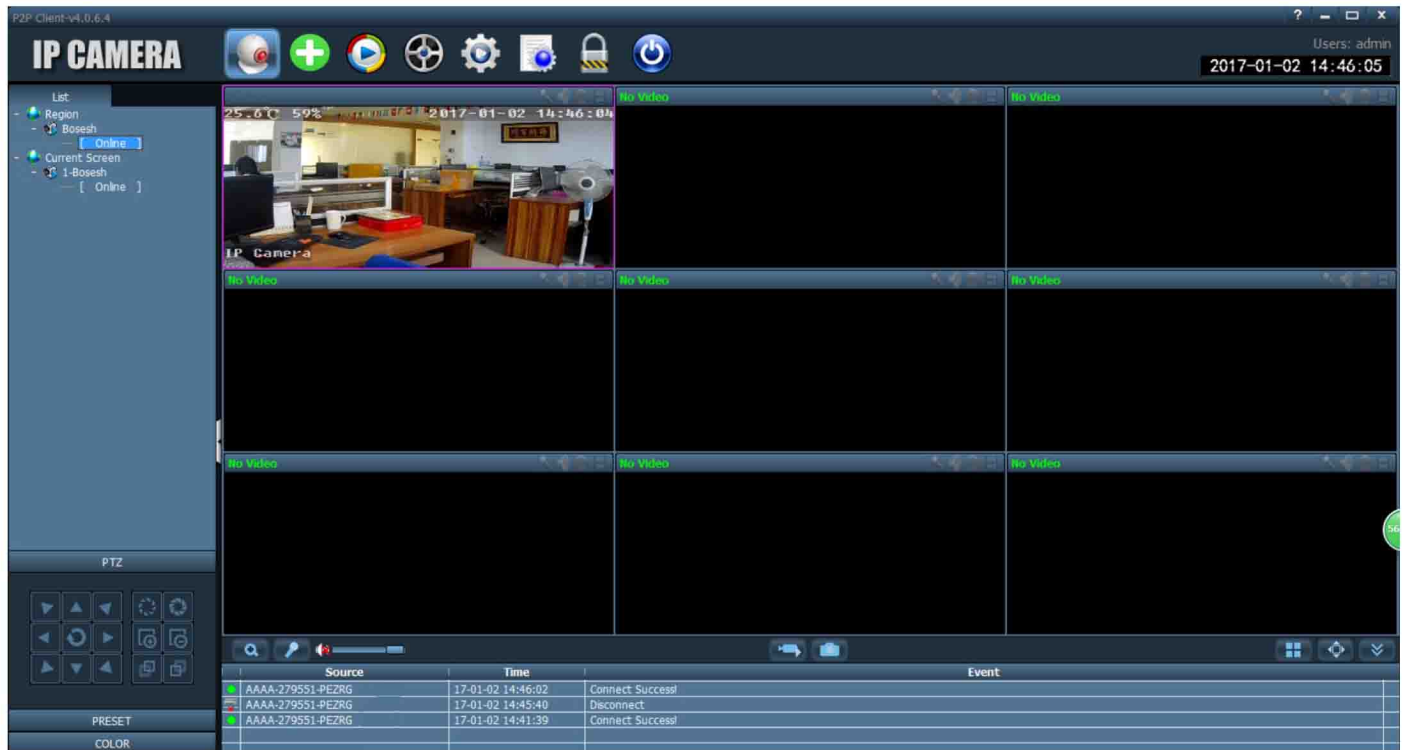 P2P Client-v4.0.6.4
?
IP CAMERA
Users: admin
2017-01-02 14:46:05
List
Region
Bosesh
[ Online ]
Current Screen
1-Bosesh
[ Online ]
25.6℃ 59%
2017-01-02 14:46:04
IP Camera
No Video
No Video
No Video
No Video
No Video
No Video
No Video
No Video
56
PTZ
PRESET
COLOR
Source Time Event
AAAA-279551-PEZRG 17-01-02 14:46:02 Connect Success!
AAAA-279551-PEZRG 17-01-02 14:45:40 Disconnect
AAAA-279551-PEZRG 17-01-02 14:41:39 Connect Success!